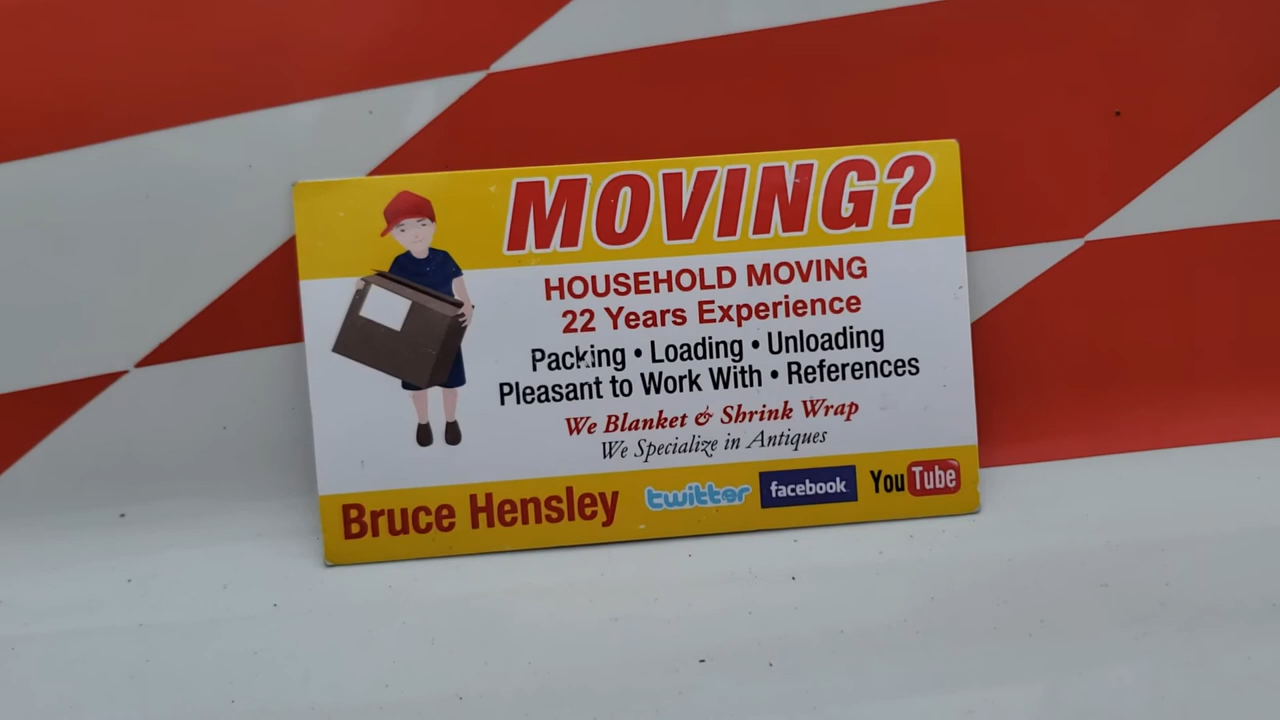 MOVING?
HOUSEHOLD MOVING
22 Years Experience
Packing • Loading • Unloading
Pleasant to Work With • References
We Blanket & Shrink Wrap
We Specialize in Antiques
Bruce Hensley twitter facebook YouTube